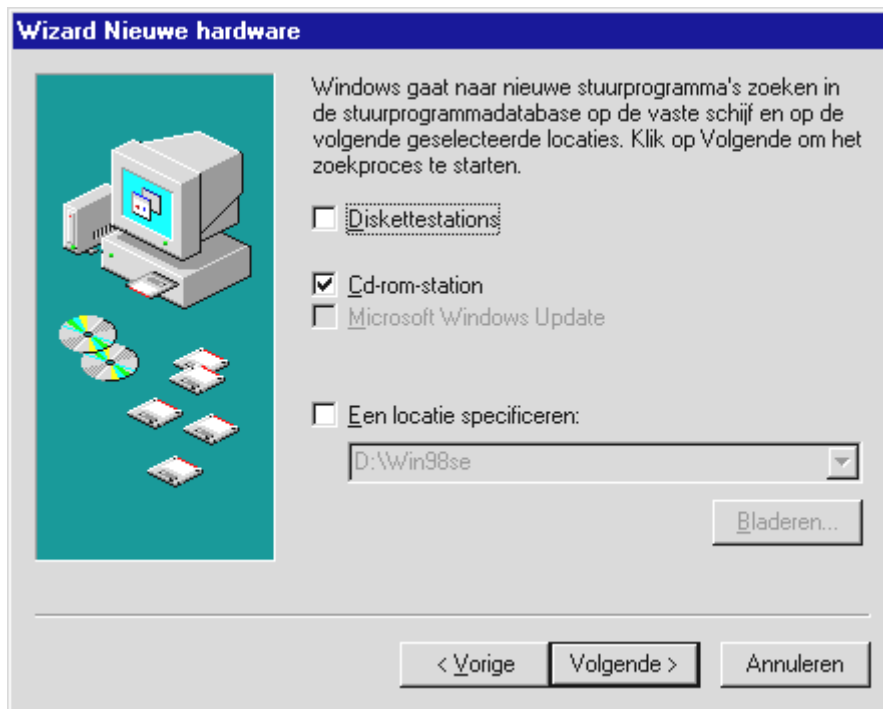 Wizard Nieuwe hardware
Windows gaat naar nieuwe stuurprogramma's zoeken in
de stuurprogrammadatabase op de vaste schijf en op de
volgende geselecteerde locaties. Klik op Volgende om het
zoekproces te starten.
Diskettestations
Cd-rom-station
Microsoft Windows Update
Een locatie specificeren:
D:\Win98se
Bladeren...
< Vorige
Volgende >
Annuleren